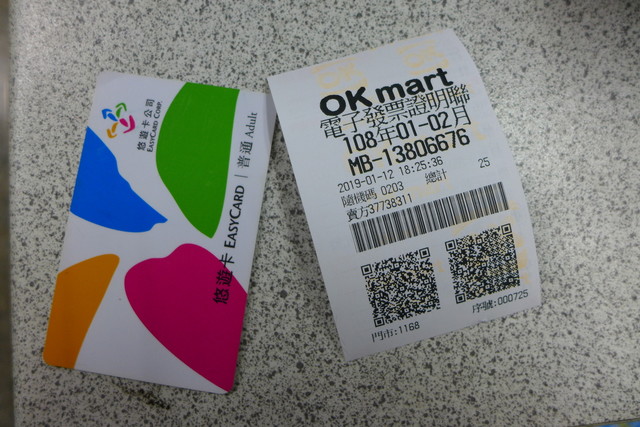 悠遊卡公司
EASYCARD CORP.
悠遊卡 EASYCARD | 普通 Adult
OK mart
電子發票證明聯
108年01-02月
MB-13806676
2019-01-12 18:25:36
隨機碼 0203 總計 25
賣方37738311
門市:1168
序號:000725